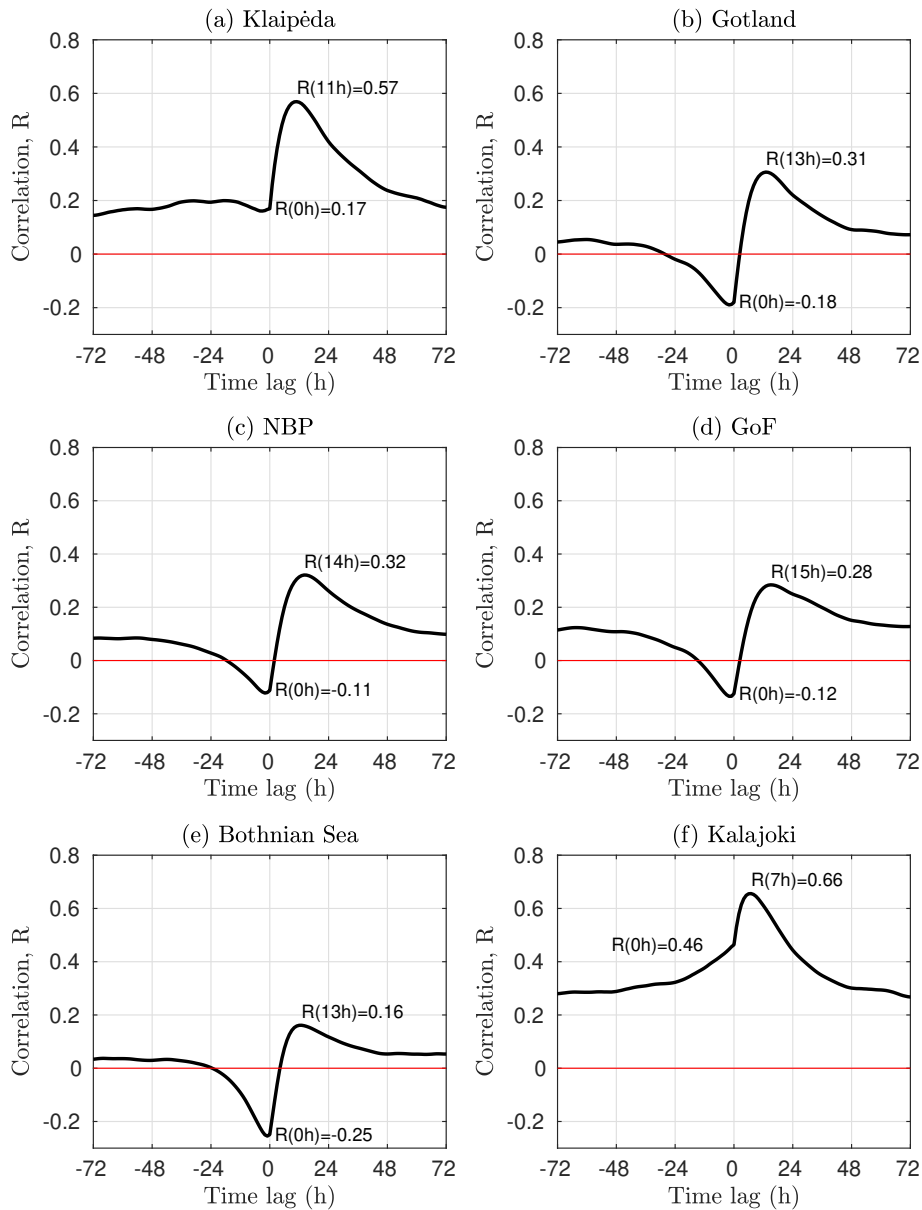 (a) Klaipėda
0.8
0.6
0.4
0.2
0
-0.2
Correlation, R
R(11h)=0.57
R(0h)=0.17
-72 -48 -24 0 24 48 72
Time lag (h)
(b) Gotland
0.8
0.6
0.4
0.2
0
-0.2
Correlation, R
R(13h)=0.31
R(0h)=-0.18
-72 -48 -24 0 24 48 72
Time lag (h)
(c) NBP
0.8
0.6
0.4
0.2
0
-0.2
Correlation, R
R(14h)=0.32
R(0h)=-0.11
-72 -48 -24 0 24 48 72
Time lag (h)
(d) GoF
0.8
0.6
0.4
0.2
0
-0.2
Correlation, R
R(15h)=0.28
R(0h)=-0.12
-72 -48 -24 0 24 48 72
Time lag (h)
(e) Bothnian Sea
0.8
0.6
0.4
0.2
0
-0.2
Correlation, R
R(13h)=0.16
R(0h)=-0.25
-72 -48 -24 0 24 48 72
Time lag (h)
(f) Kalajoki
0.8
0.6
0.4
0.2
0
-0.2
Correlation, R
R(7h)=0.66
R(0h)=0.46
-72 -48 -24 0 24 48 72
Time lag (h)